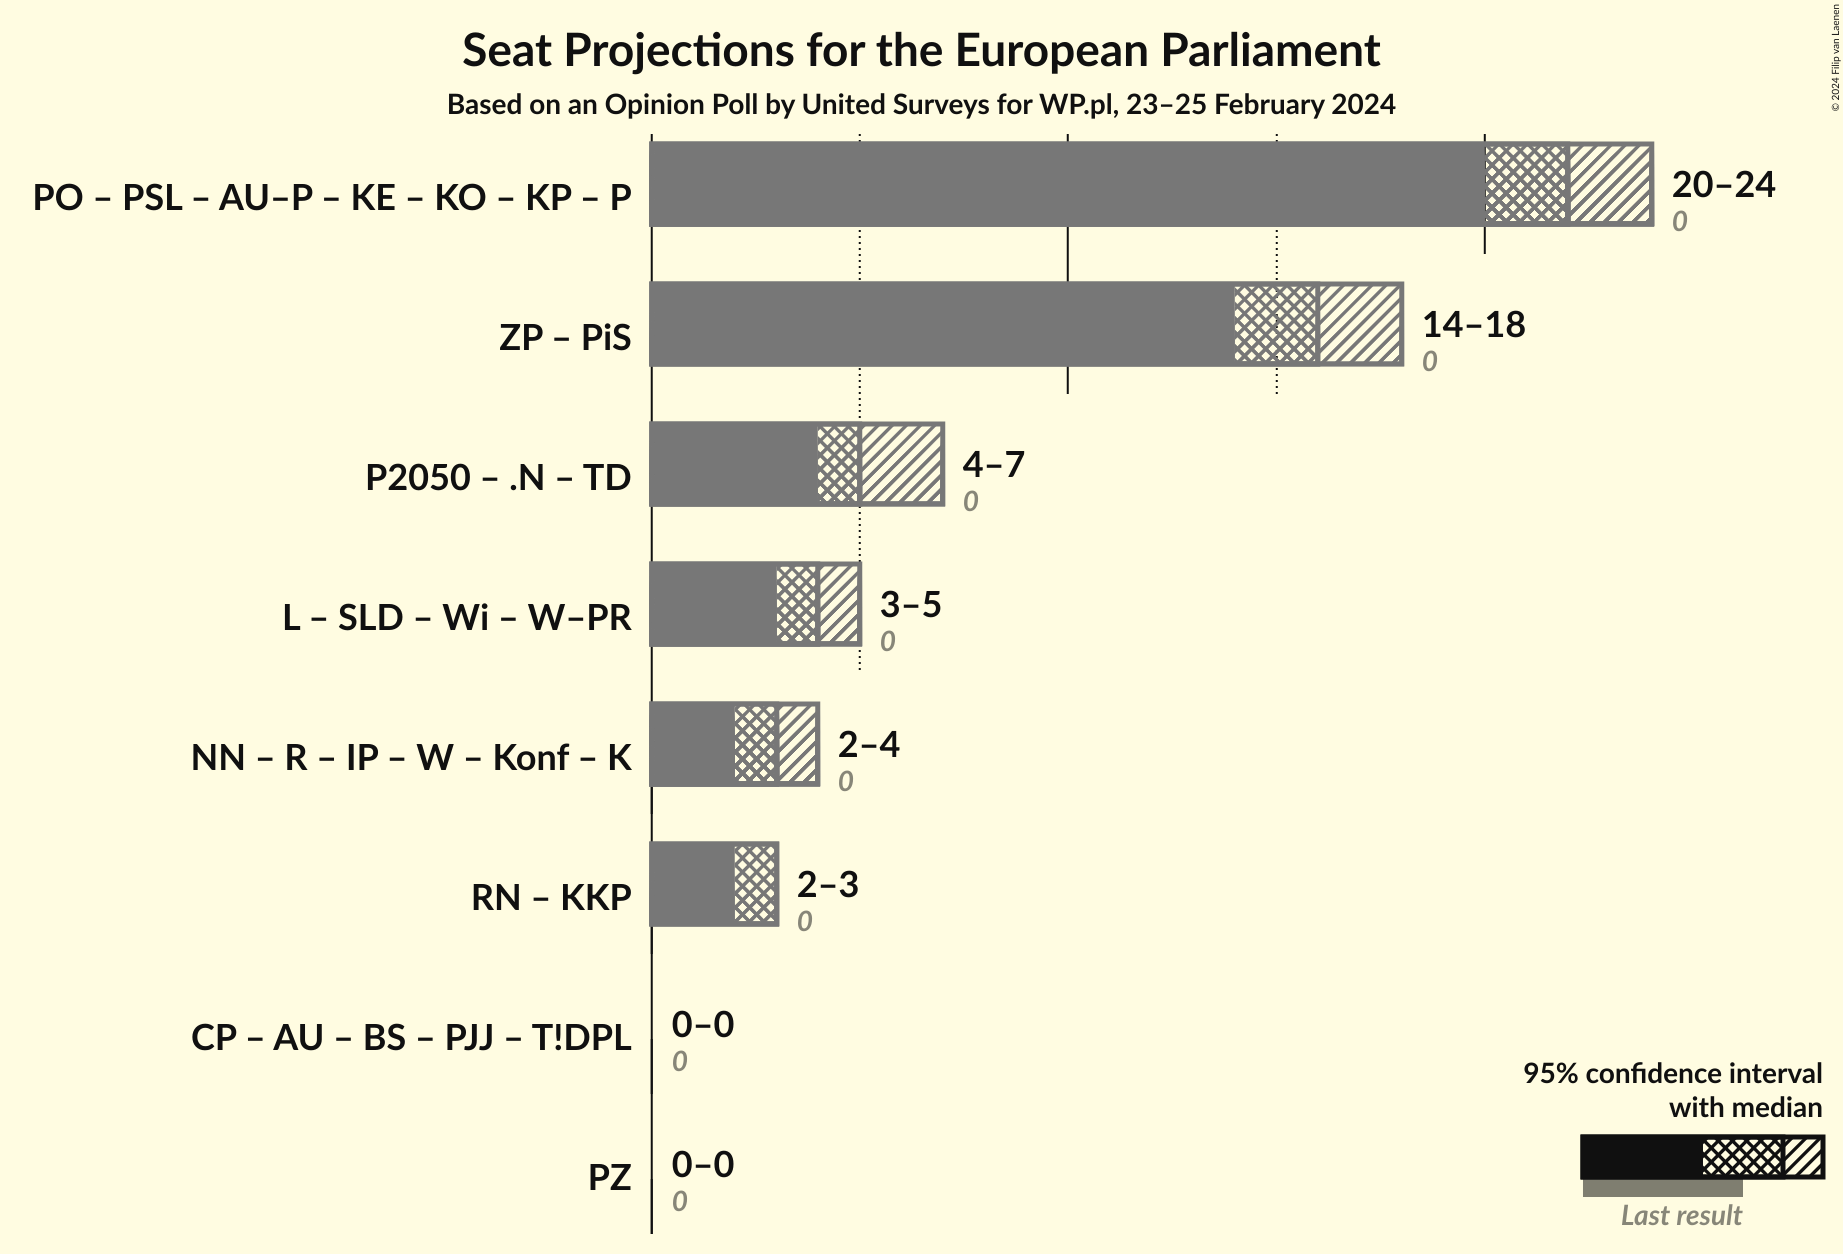 Seat Projections for the European Parliament
Based on an Opinion Poll by United Surveys for WP.pl, 23–25 February 2024
© 2024 Filip van Laenen
PO – PSL – AU–P – KE – KO – KP – P
20–24
0
ZP – PiS
14–18
0
P2050 – .N – TD
4–7
0
L – SLD – Wi – W–PR
3–5
0
NN – R – IP – W – Konf – K
2–4
0
RN – KKP
2–3
0
CP – AU – BS – PJJ – T!DPL
0–0
0
PZ
0–0
0
95% confidence interval
with median
Last result